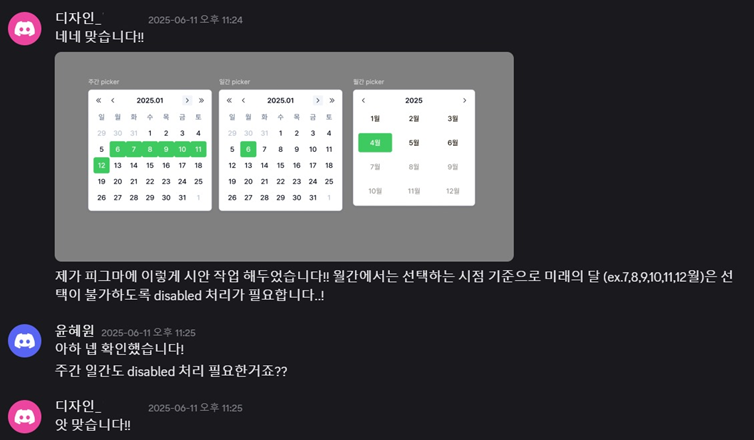 디자인_ 2025-06-11 오후 11:24
네네 맞습니다!!
주간 picker 일간 picker 월간 picker
« ‹ 2025.01 › » « ‹ 2025.01 › » ‹ 2025 ›
일 월 화 수 목 금 토 일 월 화 수 목 금 토 1월 2월 3월
29 30 31 1 2 3 4 29 30 31 1 2 3 4
5 6 7 8 9 10 11 5 6 7 8 9 10 11 4월 5월 6월
12 13 14 15 16 17 18 12 13 14 15 16 17 18 7월 8월 9월
19 20 21 22 23 24 25 19 20 21 22 23 24 25 10월 11월 12월
26 27 28 29 30 31 1 26 27 28 29 30 31 1
제가 피그마에 이렇게 시안 작업 해두었습니다!! 월간에서는 선택하는 시점 기준으로 미래의 달 (ex.7,8,9,10,11,12월)은 선
택이 불가하도록 disabled 처리가 필요합니다..!
윤혜원 2025-06-11 오후 11:25
아하 넵 확인했습니다!
주간 일간도 disabled 처리 필요한거죠??
디자인_ 2025-06-11 오후 11:25
앗 맞습니다!!